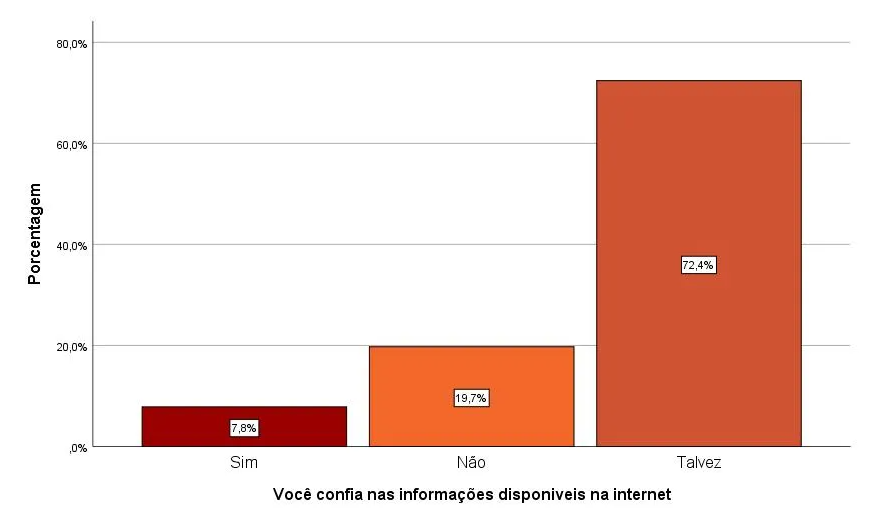 Porcentagem
80,0%
60,0%
40,0%
20,0%
,0%
7,8%
19,7%
72,4%
Sim
Não
Talvez
Você confia nas informações disponiveis na internet